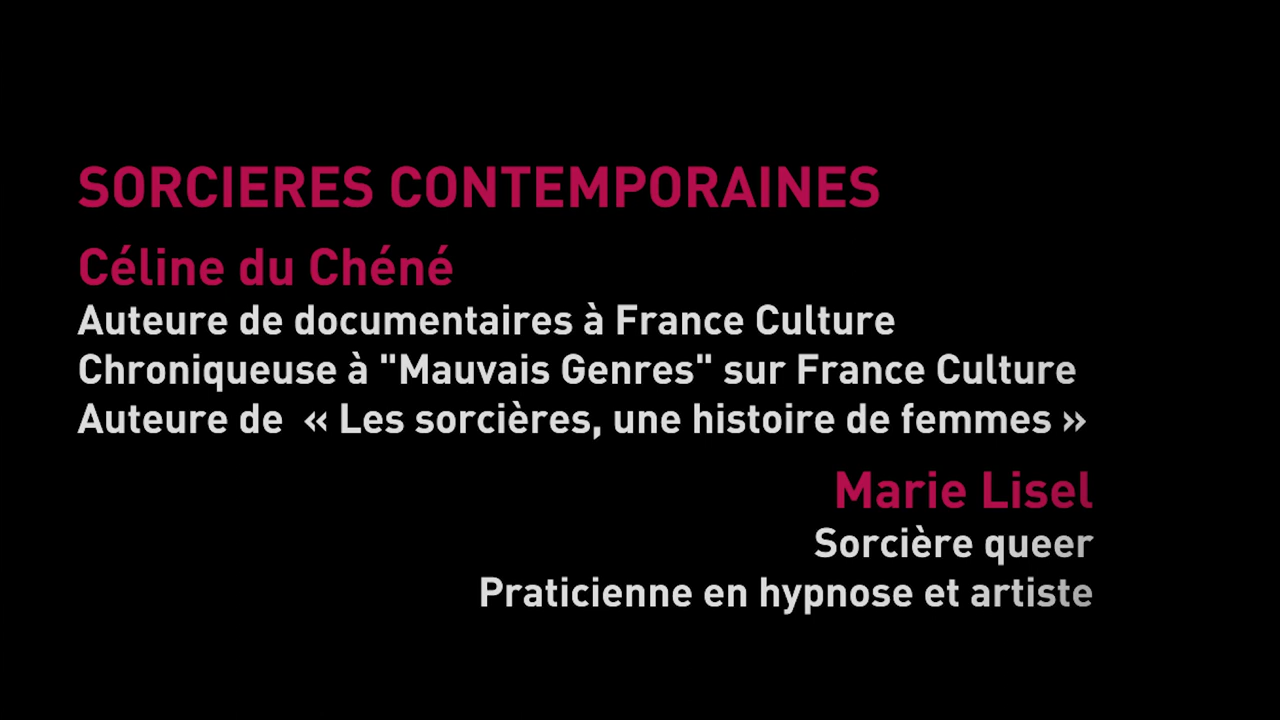 SORCIERES CONTEMPORAINES
Céline du Chéné
Auteure de documentaires à France Culture
Chroniqueuse à "Mauvais Genres" sur France Culture
Auteure de « Les sorcières, une histoire de femmes »
Marie Lisel
Sorcière queer
Praticienne en hypnose et artiste